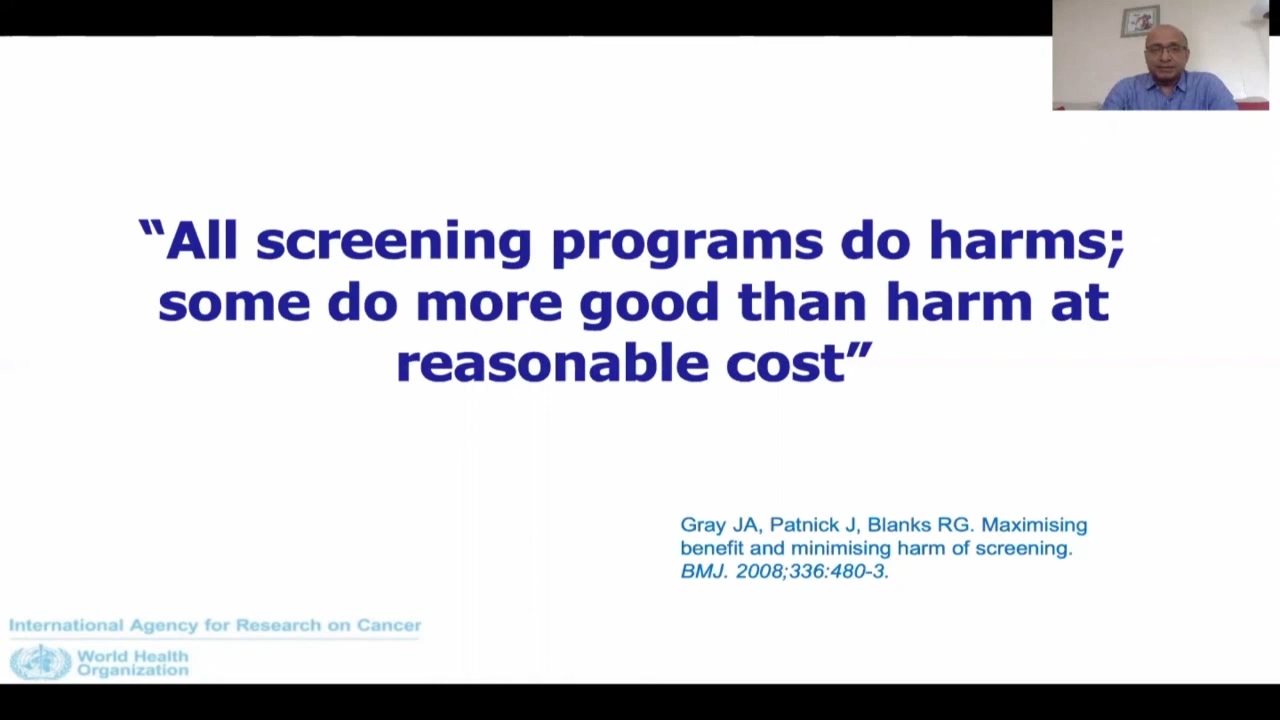 “All screening programs do harms;
some do more good than harm at
reasonable cost”
Gray JA, Patnick J, Blanks RG. Maximising
benefit and minimising harm of screening.
BMJ. 2008;336:480-3.
International Agency for Research on Cancer
World Health
Organization